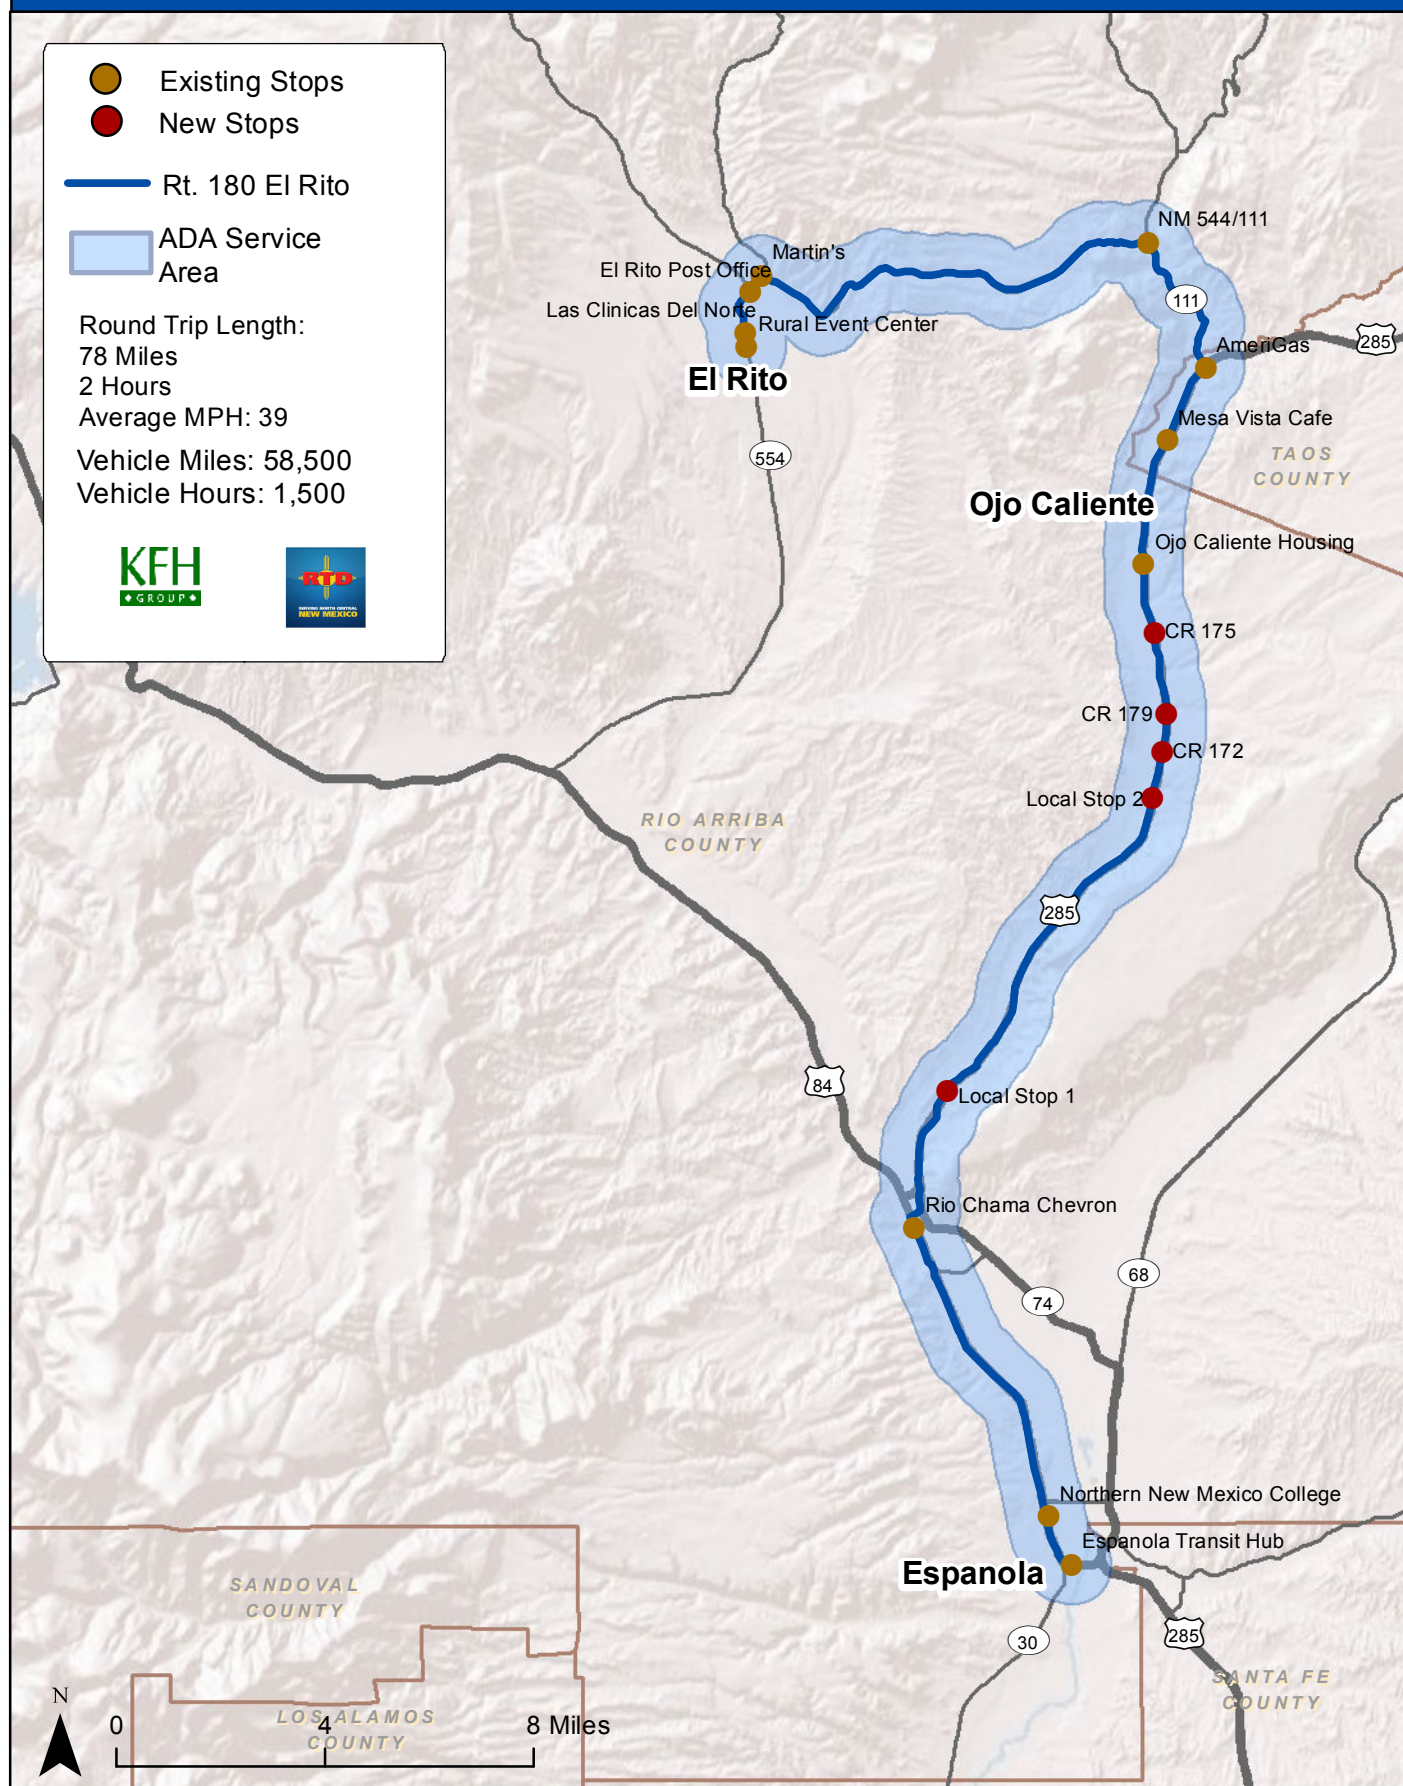 Existing Stops
New Stops
Rt. 180 El Rito
ADA Service
Area
Round Trip Length:
78 Miles
2 Hours
Average MPH: 39
Vehicle Miles: 58,500
Vehicle Hours: 1,500
KFH
GROUP
RTD
SERVING NORTH CENTRAL
NEW MEXICO
NM 544/111
Martin's
El Rito Post Office
111
Las Clinicas Del Norte
Rural Event Center
285
AmeriGas
El Rito
Mesa Vista Cafe
554
TAOS
COUNTY
Ojo Caliente
Ojo Caliente Housing
CR 175
CR 179
CR 172
Local Stop 2
RIO ARRIBA
COUNTY
285
84
Local Stop 1
Rio Chama Chevron
68
74
Northern New Mexico College
Espanola Transit Hub
Espanola
SANDOVAL
COUNTY
30
285
SANTA FE
COUNTY
N
LOS ALAMOS
COUNTY
0 4 8 Miles